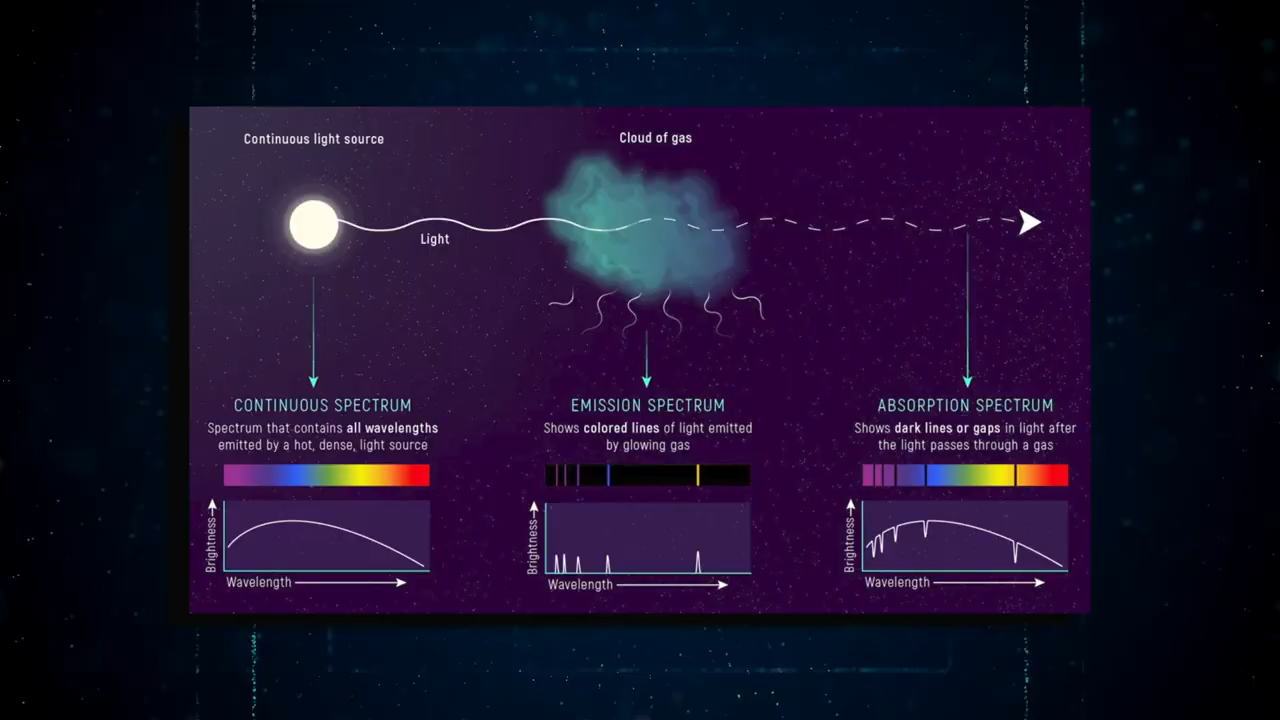 Continuous light source
Cloud of gas
Light
CONTINUOUS SPECTRUM
Spectrum that contains all wavelengths
emitted by a hot, dense, light source
Brightness
Wavelength
EMISSION SPECTRUM
Shows colored lines of light emitted
by glowing gas
Brightness
Wavelength
ABSORPTION SPECTRUM
Shows dark lines or gaps in light after
the light passes through a gas
Brightness
Wavelength